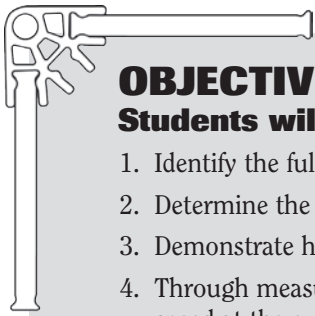 OBJECTIV
Students wil
1. Identify the ful
2. Determine the
3. Demonstrate h
4. Through measu